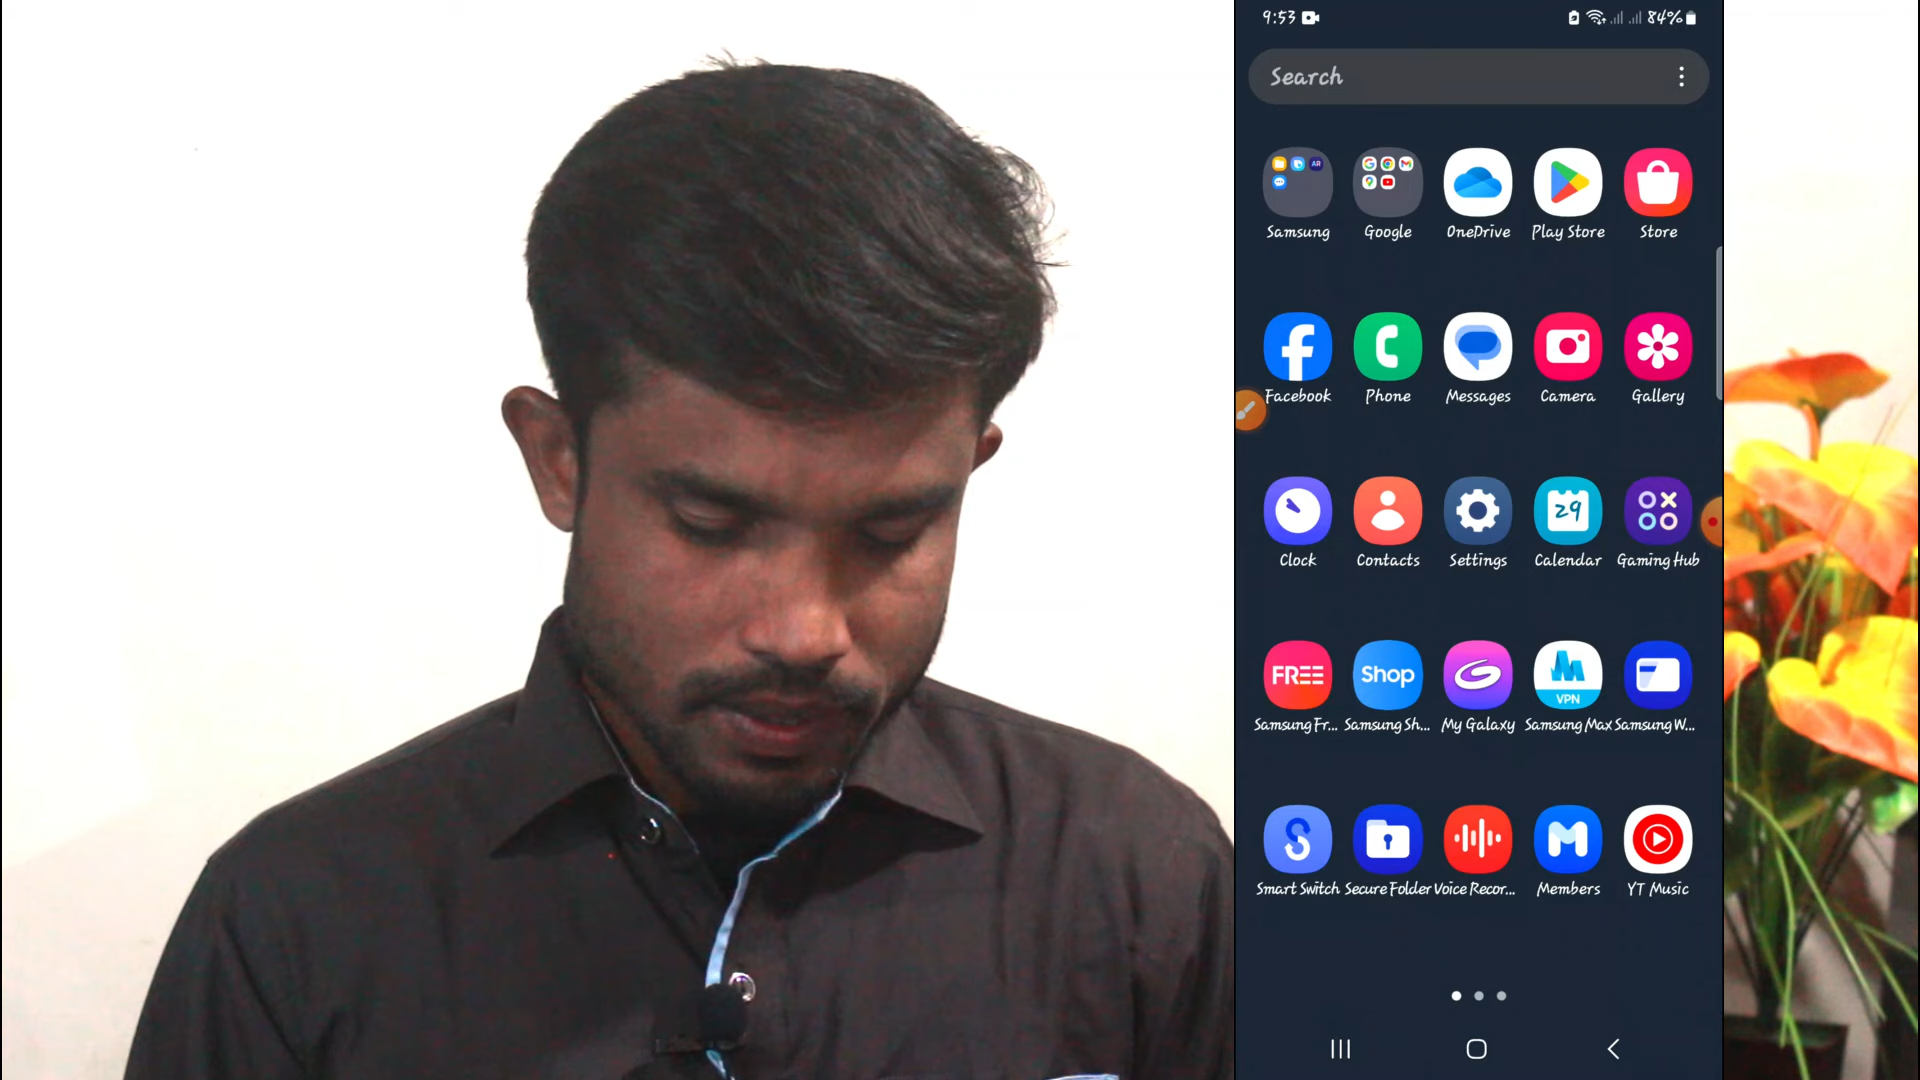 9:53 84%
Search
AR
Samsung Google OneDrive Play Store Store
Facebook Phone Messages Camera Gallery
29
Clock Contacts Settings Calendar Gaming Hub
FREE Shop VPN
Samsung Fr... Samsung Sh... My Galaxy Samsung Max Samsung W...
Smart Switch Secure Folder Voice Recor... Members YT Music